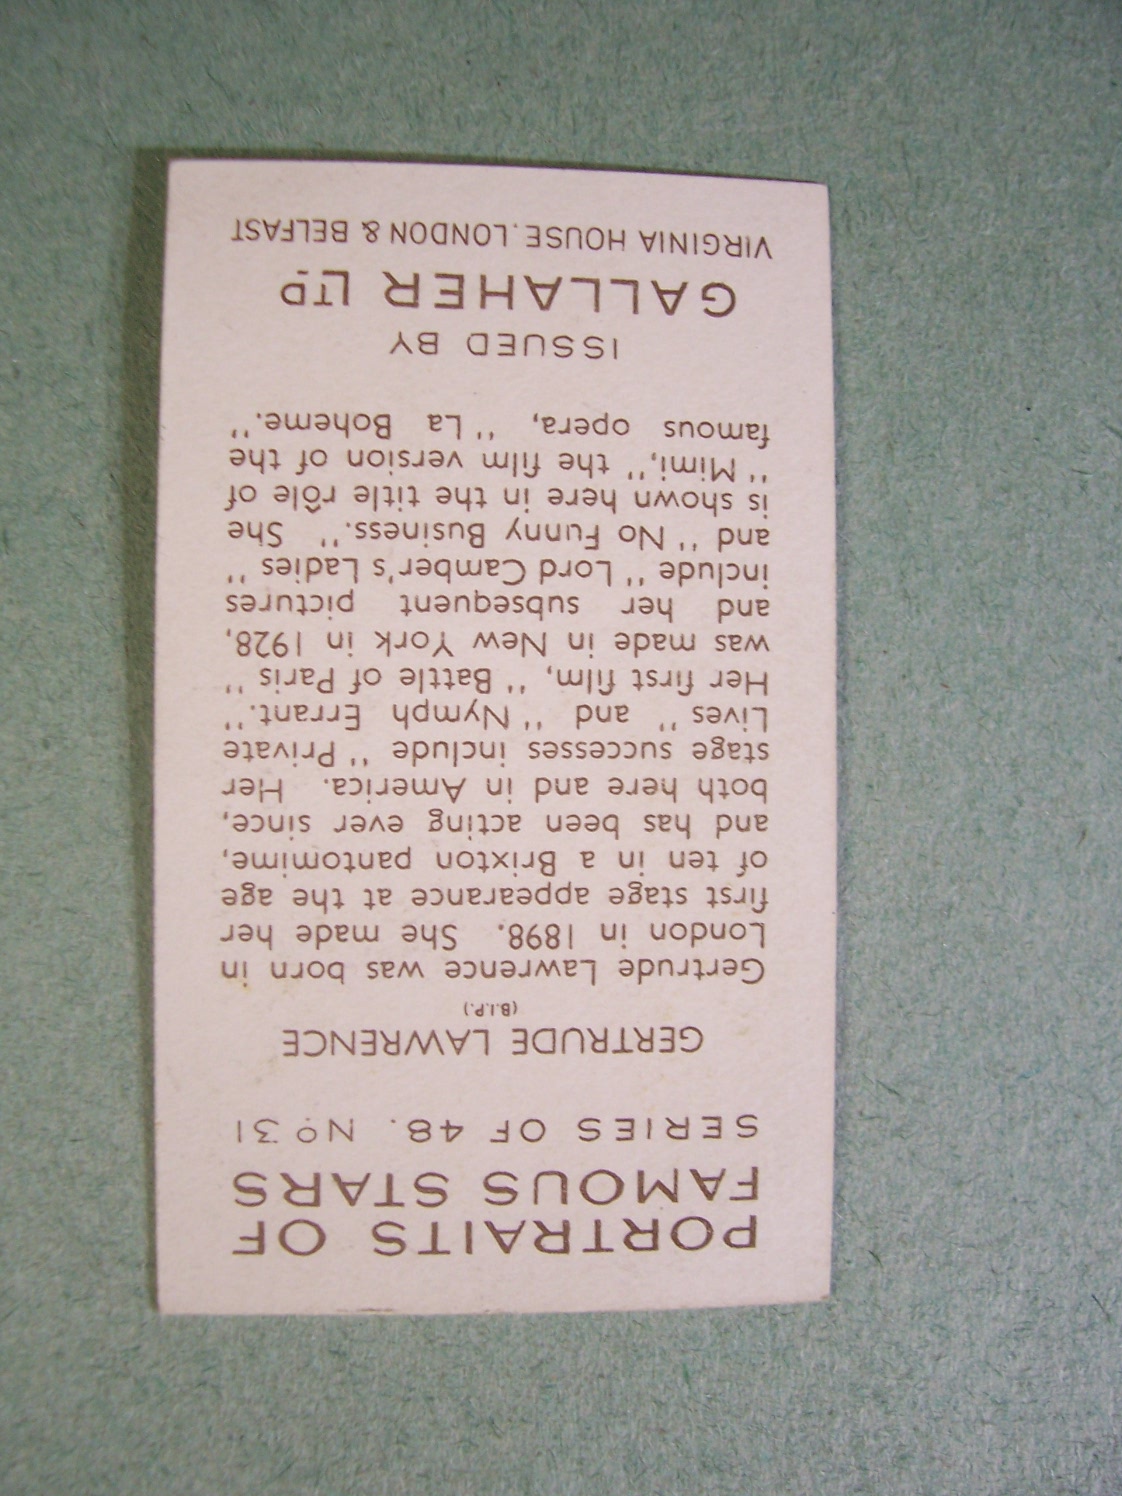 PORTRAITS OF
FAMOUS STARS
SERIES OF 48. No 31
GERTRUDE LAWRENCE
(B.I.P.)
Gertrude Lawrence was born in
London in 1898. She made her
first stage appearance at the age
of ten in a Brixton pantomime,
and has been acting ever since,
both here and in America. Her
stage successes include "Private
Lives" and "Nymph Errant."
Her first film, "Battle of Paris"
was made in New York in 1928,
and her subsequent pictures
include "Lord Camber's Ladies"
and "No Funny Business." She
is shown here in the title rôle of
"Mimi," the film version of the
famous opera, "La Boheme."
ISSUED BY
GALLAHER LTD
VIRGINIA HOUSE. LONDON & BELFAST